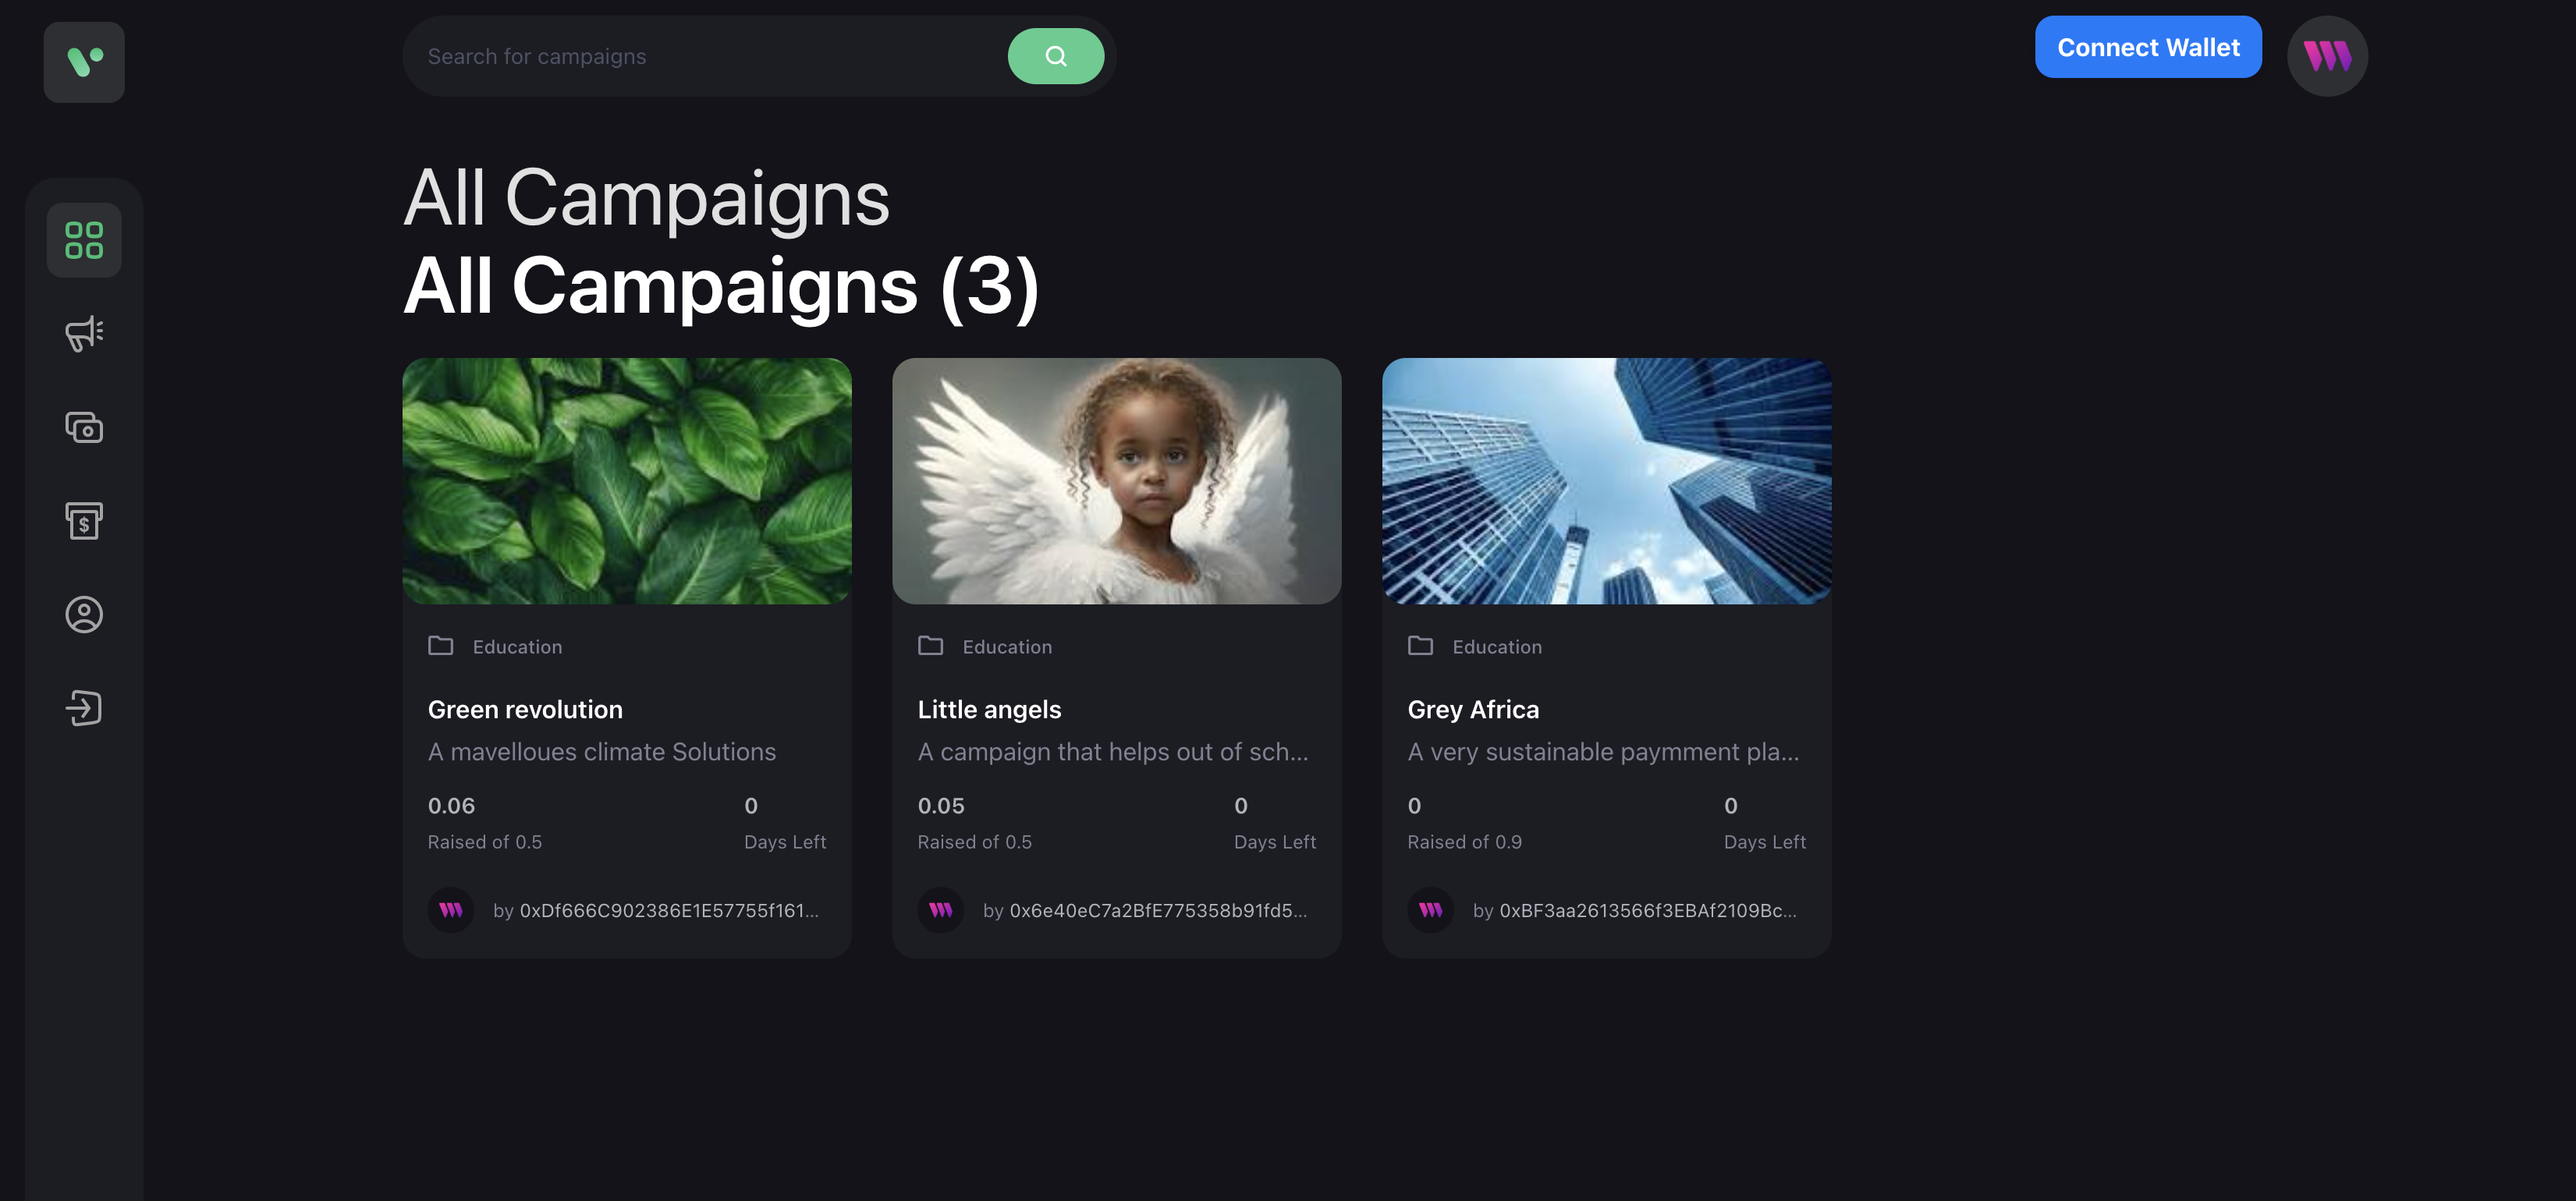 Search for campaigns
Connect Wallet
All Campaigns
All Campaigns (3)
$
Education
Green revolution
A mavelloues climate Solutions
0.06
0
Raised of 0.5
Days Left
by 0xDf666C902386E1E57755f161...
Education
Little angels
A campaign that helps out of sch...
0.05
0
Raised of 0.5
Days Left
by 0x6e40eC7a2BfE775358b91fd5...
Education
Grey Africa
A very sustainable paymment pla...
0
0
Raised of 0.9
Days Left
by 0xBF3aa2613566f3EBAf2109Bc...